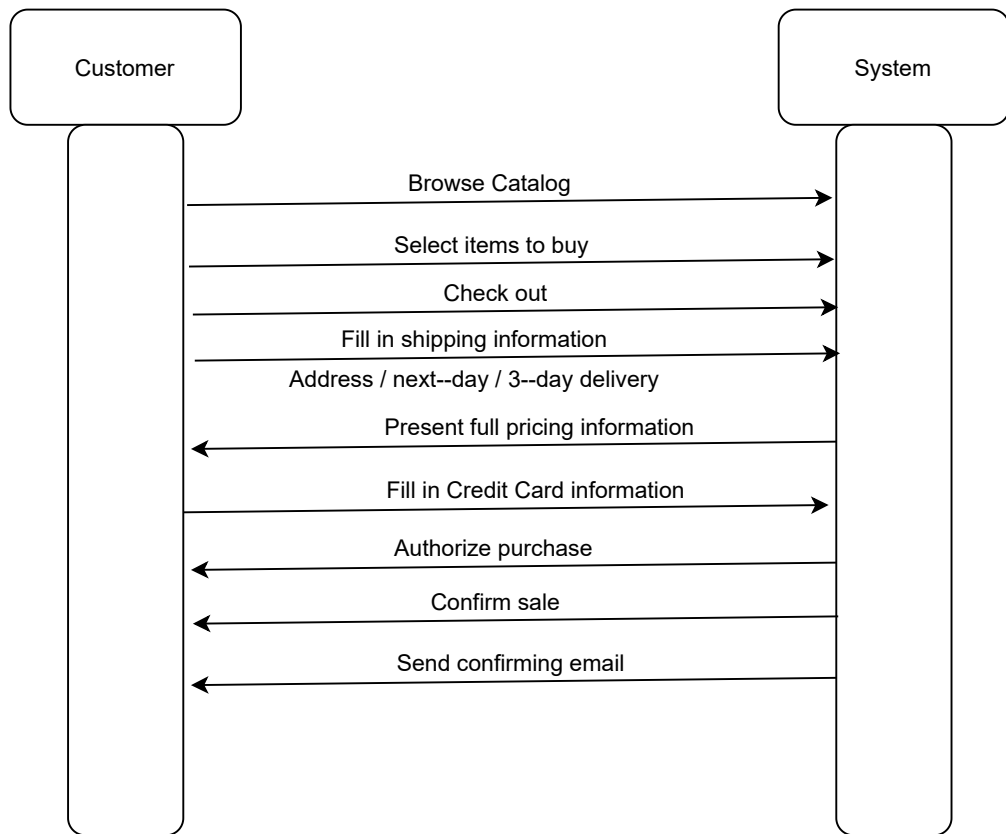 Customer
System
Browse Catalog
Select items to buy
Check out
Fill in shipping information
Address / next--day / 3--day delivery
Present full pricing information
Fill in Credit Card information
Authorize purchase
Confirm sale
Send confirming email